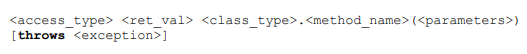 <access_type> <ret_val> <class_type>.<method_name>(<parameters>)
[throws <exception>]